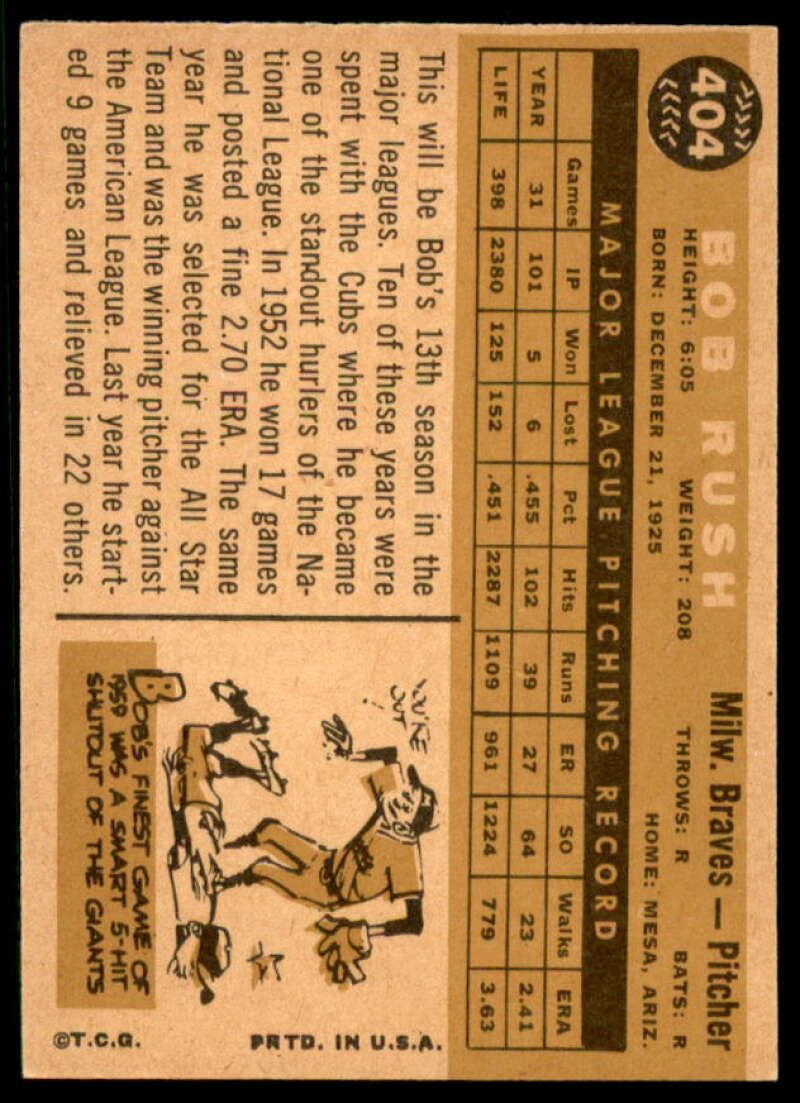 404
BOB RUSH
Milw. Braves — Pitcher
HEIGHT: 6:05 WEIGHT: 208 THROWS: R BATS: R
BORN: DECEMBER 21, 1925 HOME: MESA, ARIZ.
MAJOR LEAGUE PITCHING RECORD
Games IP Won Lost Pct Hits Runs ER SO Walks ERA
YEAR 31 101 5 6 .455 102 39 27 64 23 2.41
LIFE 398 2380 125 152 .451 2287 1109 961 1224 779 3.63
This will be Bob's 13th season in the
major leagues. Ten of these years were
spent with the Cubs where he became
one of the standout hurlers of the Na-
tional League. In 1952 he won 17 games
and posted a fine 2.70 ERA. The same
year he was selected for the All Star
Team and was the winning pitcher against
the American League. Last year he start-
ed 9 games and relieved in 22 others.
YOU'RE
OUT!
BOB'S FINEST GAME OF
1959 WAS A SMART 5-HIT
SHUTOUT OF THE GIANTS
©T.C.G. PRTD. IN U.S.A.